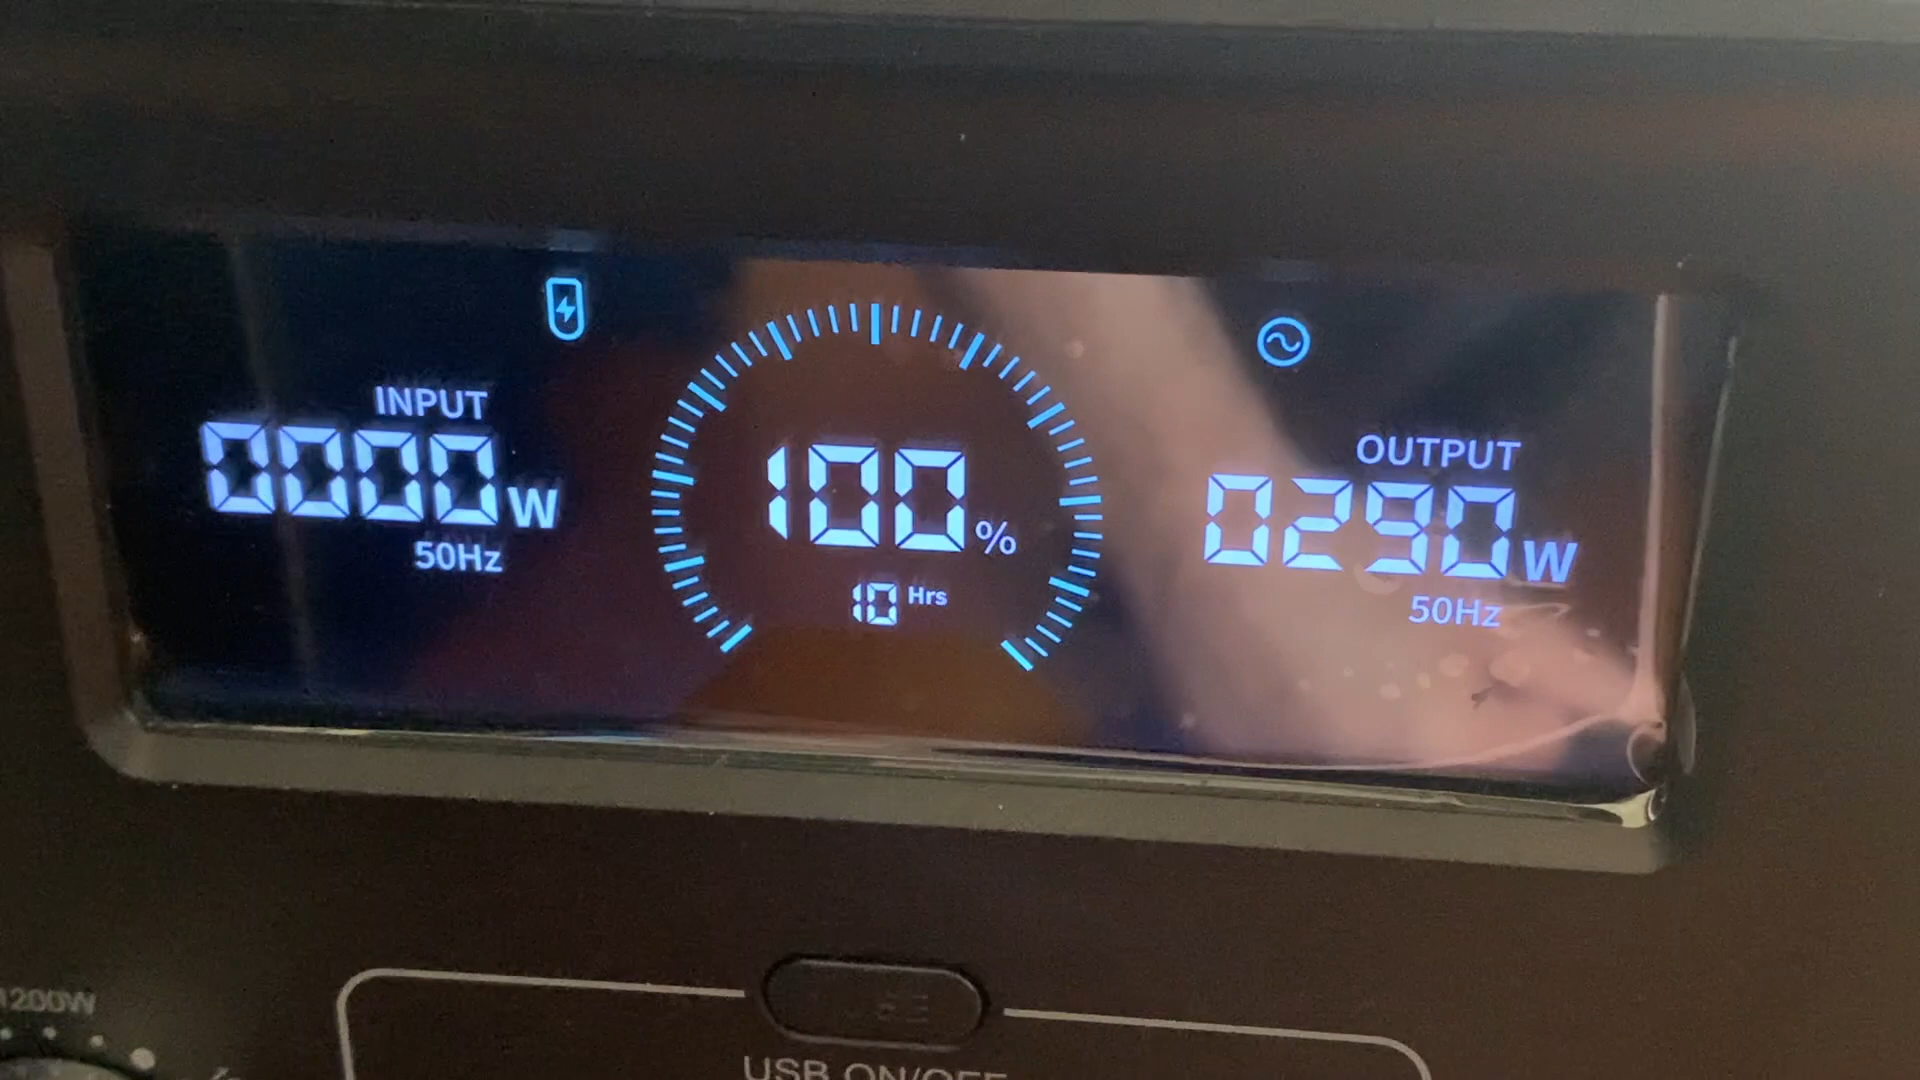 INPUT
0000W
50Hz
100%
10 Hrs
OUTPUT
0290W
50Hz
1200W
USB ON/OFF